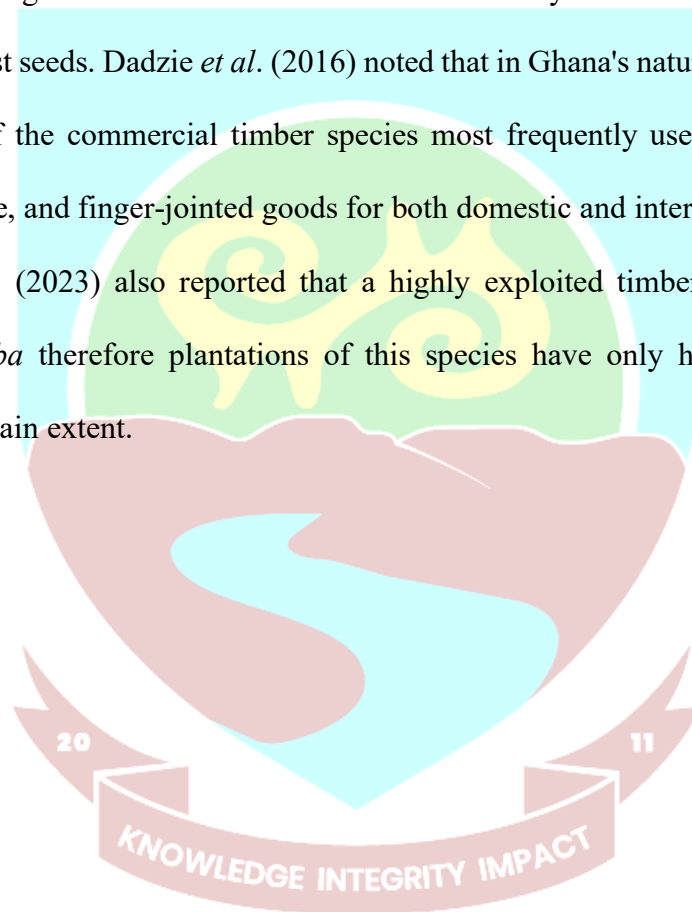 st seeds. Dadzie et al. (2016) noted that in Ghana's natu
the commercial timber species most frequently use
e, and finger-jointed goods for both domestic and inter
(2023) also reported that a highly exploited timber
ba therefore plantations of this species have only h
ain extent.
20 11
KNOWLEDGE INTEGRITY IMPACT